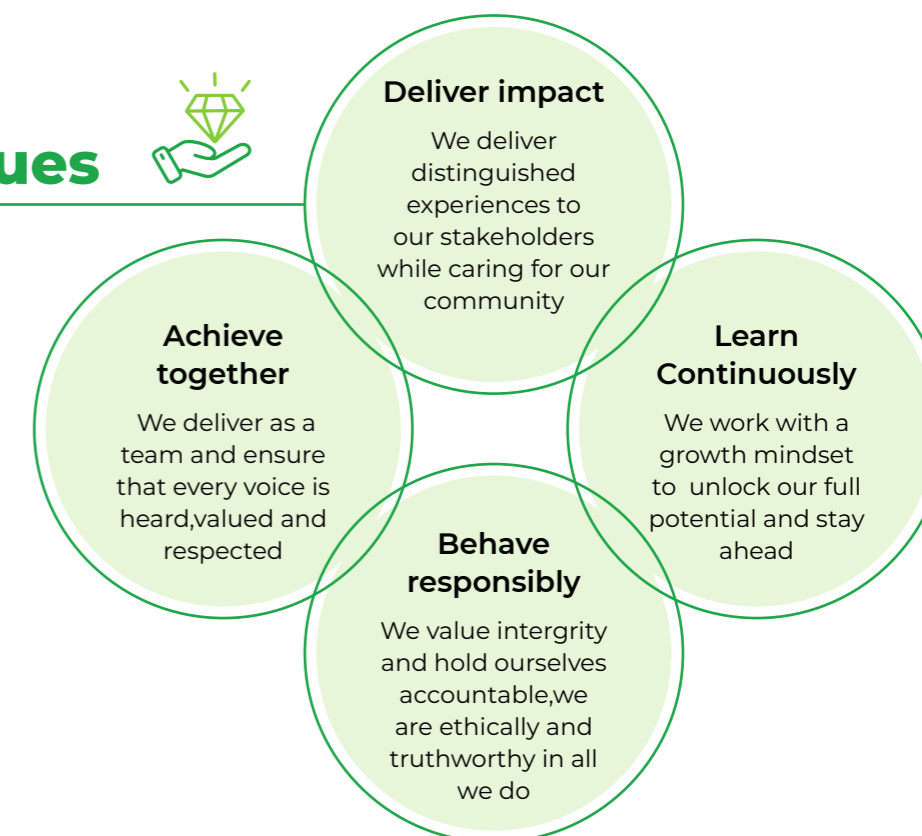 ues
Deliver impact
We deliver
distinguished
experiences to
our stakeholders
while caring for our
community
Achieve
together
We deliver as a
team and ensure
that every voice is
heard,valued and
respected
Learn
Continuously
We work with a
growth mindset
to  unlock our full
potential and stay
ahead
Behave
responsibly
We value intergrity
and hold ourselves
accountable,we
are ethically and
truthworthy in all
we do